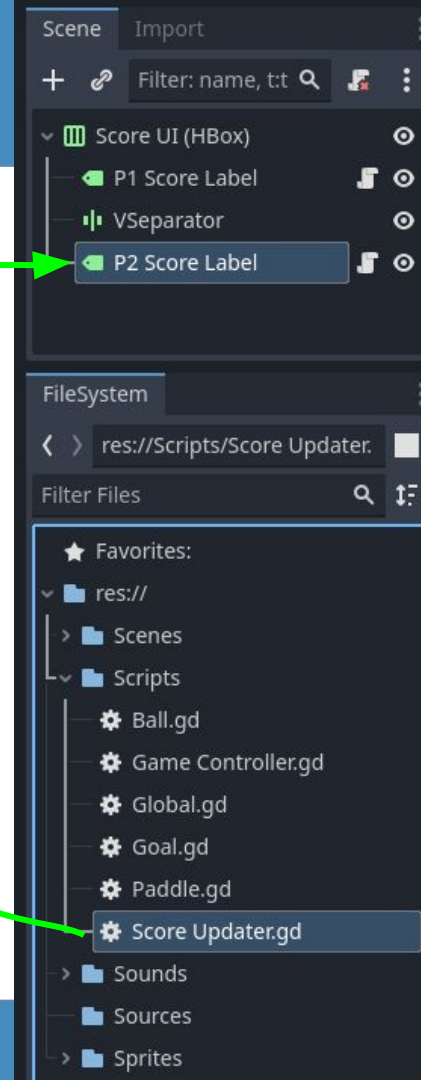 Scene Import
Filter: name, t:t
Score UI (HBox)
P1 Score Label
VSeparator
P2 Score Label
FileSystem
res://Scripts/Score Updater.
Filter Files
Favorites:
res://
Scenes
Scripts
Ball.gd
Game Controller.gd
Global.gd
Goal.gd
Paddle.gd
Score Updater.gd
Sounds
Sources
Sprites